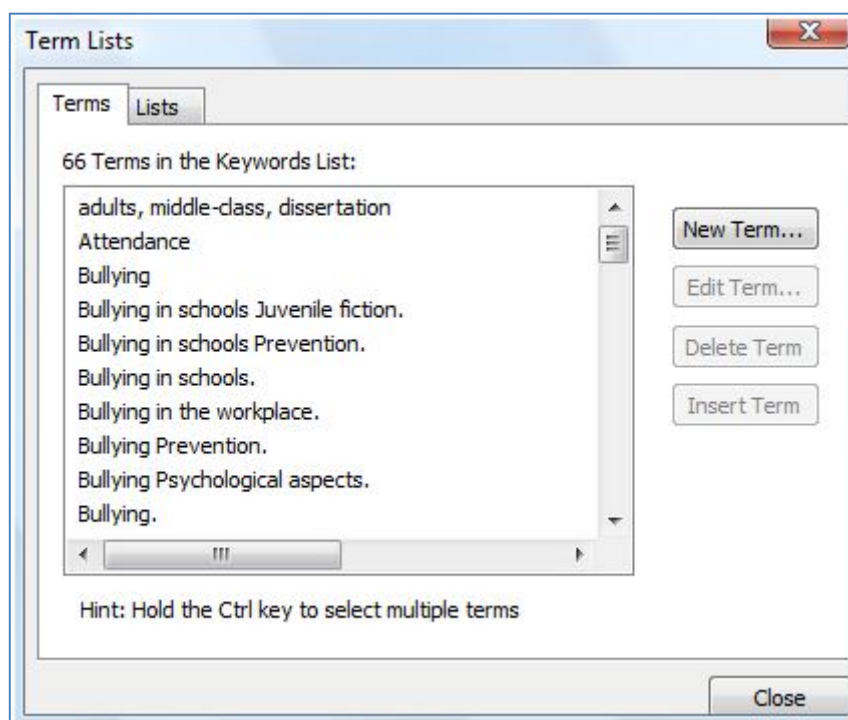 Term Lists
Terms
Lists
66 Terms in the Keywords List:
adults, middle-class, dissertation
Attendance
Bullying
Bullying in schools Juvenile fiction.
Bullying in schools Prevention.
Bullying in schools.
Bullying in the workplace.
Bullying Prevention.
Bullying Psychological aspects.
Bullying.
New Term...
Edit Term...
Delete Term
Insert Term
Hint: Hold the Ctrl key to select multiple terms
Close